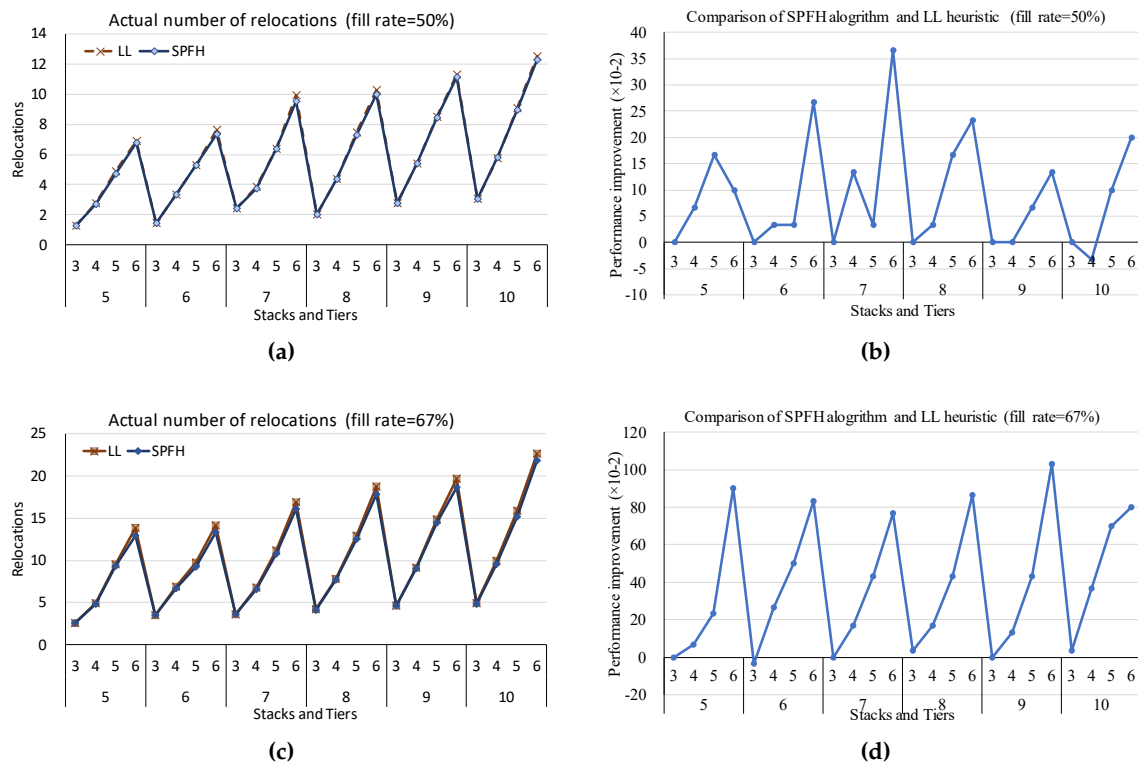 Actual number of relocations (fill rate=50%)
14
12
10
8
6
4
2
0
Relocations
LL SPFH
3 4 5 6 3 4 5 6 3 4 5 6 3 4 5 6 3 4 5 6 3 4 5 6
5 6 7 8 9 10
Stacks and Tiers
(a)
Comparison of SPFH alogrithm and LL heuristic (fill rate=50%)
40
35
30
25
20
15
10
5
0
-5
-10
Performance improvement (×10-2)
3 4 5 6 3 4 5 6 3 4 5 6 3 4 5 6 3 4 5 6 3 4 5 6
5 6 7 8 9 10
Stacks and Tiers
(b)
Actual number of relocations (fill rate=67%)
25
20
15
10
5
0
Relocations
LL SPFH
3 4 5 6 3 4 5 6 3 4 5 6 3 4 5 6 3 4 5 6 3 4 5 6
5 6 7 8 9 10
Stacks and Tiers
(c)
Comparison of SPFH alogrithm and LL heuristic (fill rate=67%)
120
100
80
60
40
20
0
-20
Performance improvement (×10-2)
3 4 5 6 3 4 5 6 3 4 5 6 3 4 5 6 3 4 5 6 3 4 5 6
5 6 7 8 9 10
Stacks and Tiers
(d)